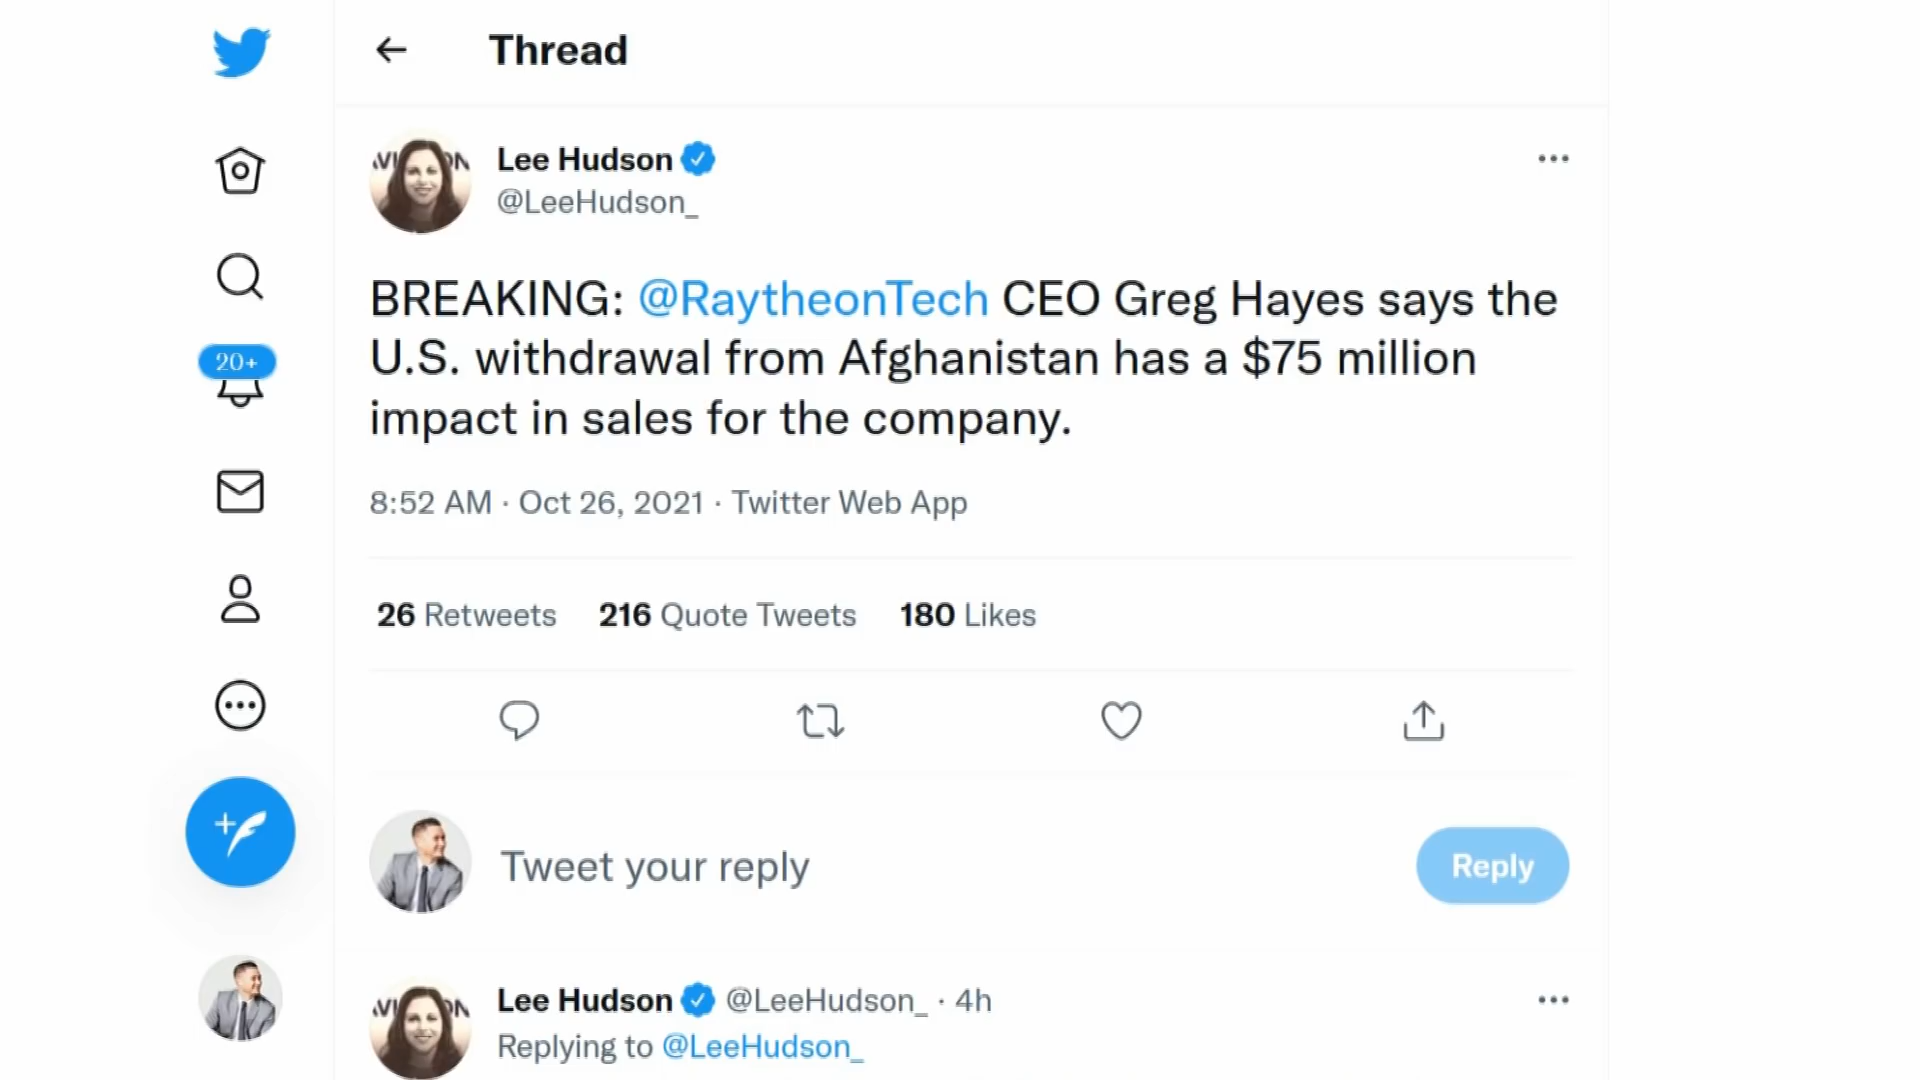 Thread
Lee Hudson
@LeeHudson_
BREAKING: @RaytheonTech CEO Greg Hayes says the
U.S. withdrawal from Afghanistan has a $75 million
impact in sales for the company.
20+
8:52 AM · Oct 26, 2021 · Twitter Web App
26 Retweets 216 Quote Tweets 180 Likes
Tweet your reply
Reply
Lee Hudson @LeeHudson_ · 4h
Replying to @LeeHudson_